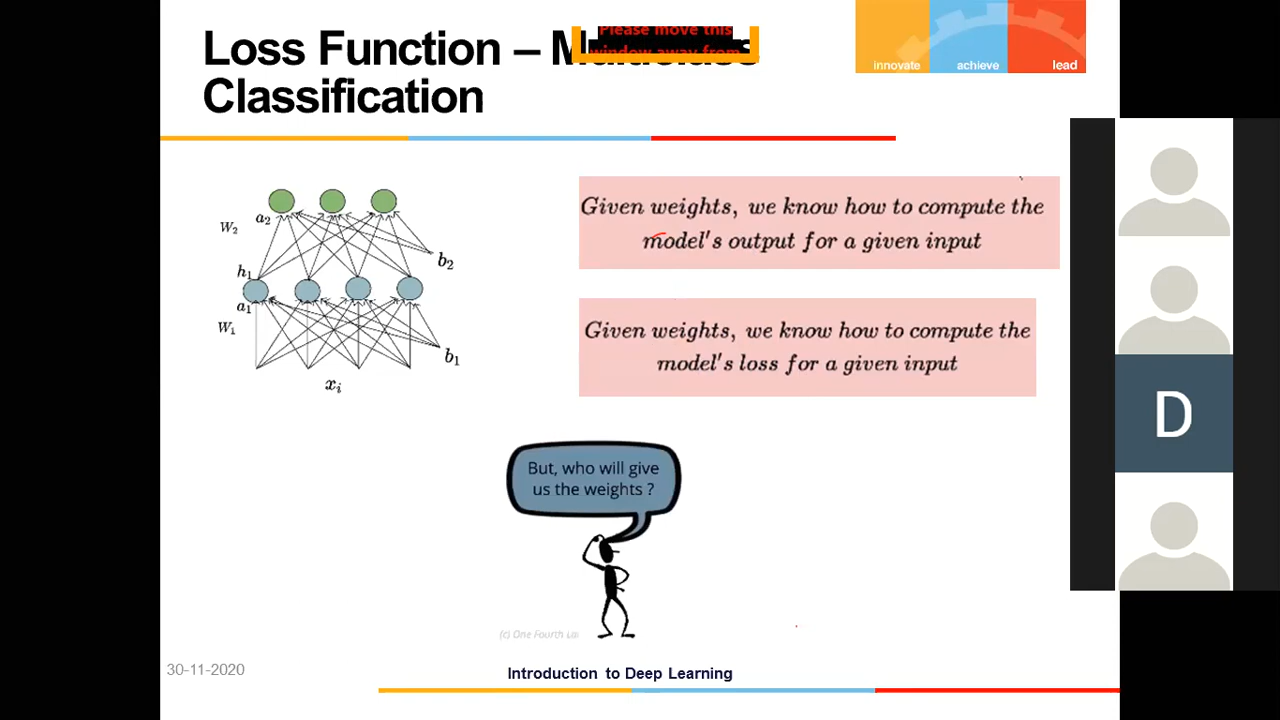 Loss Function – Multiclass
Classification
Please move this
window away from
innovate achieve lead
Given weights, we know how to compute the
model's output for a given input
Given weights, we know how to compute the
model's loss for a given input
W₂
a₂
b₂
h₁
a₁
W₁
b₁
xᵢ
But, who will give
us the weights ?
D
(c) One Fourth
30-11-2020
Introduction to Deep Learning